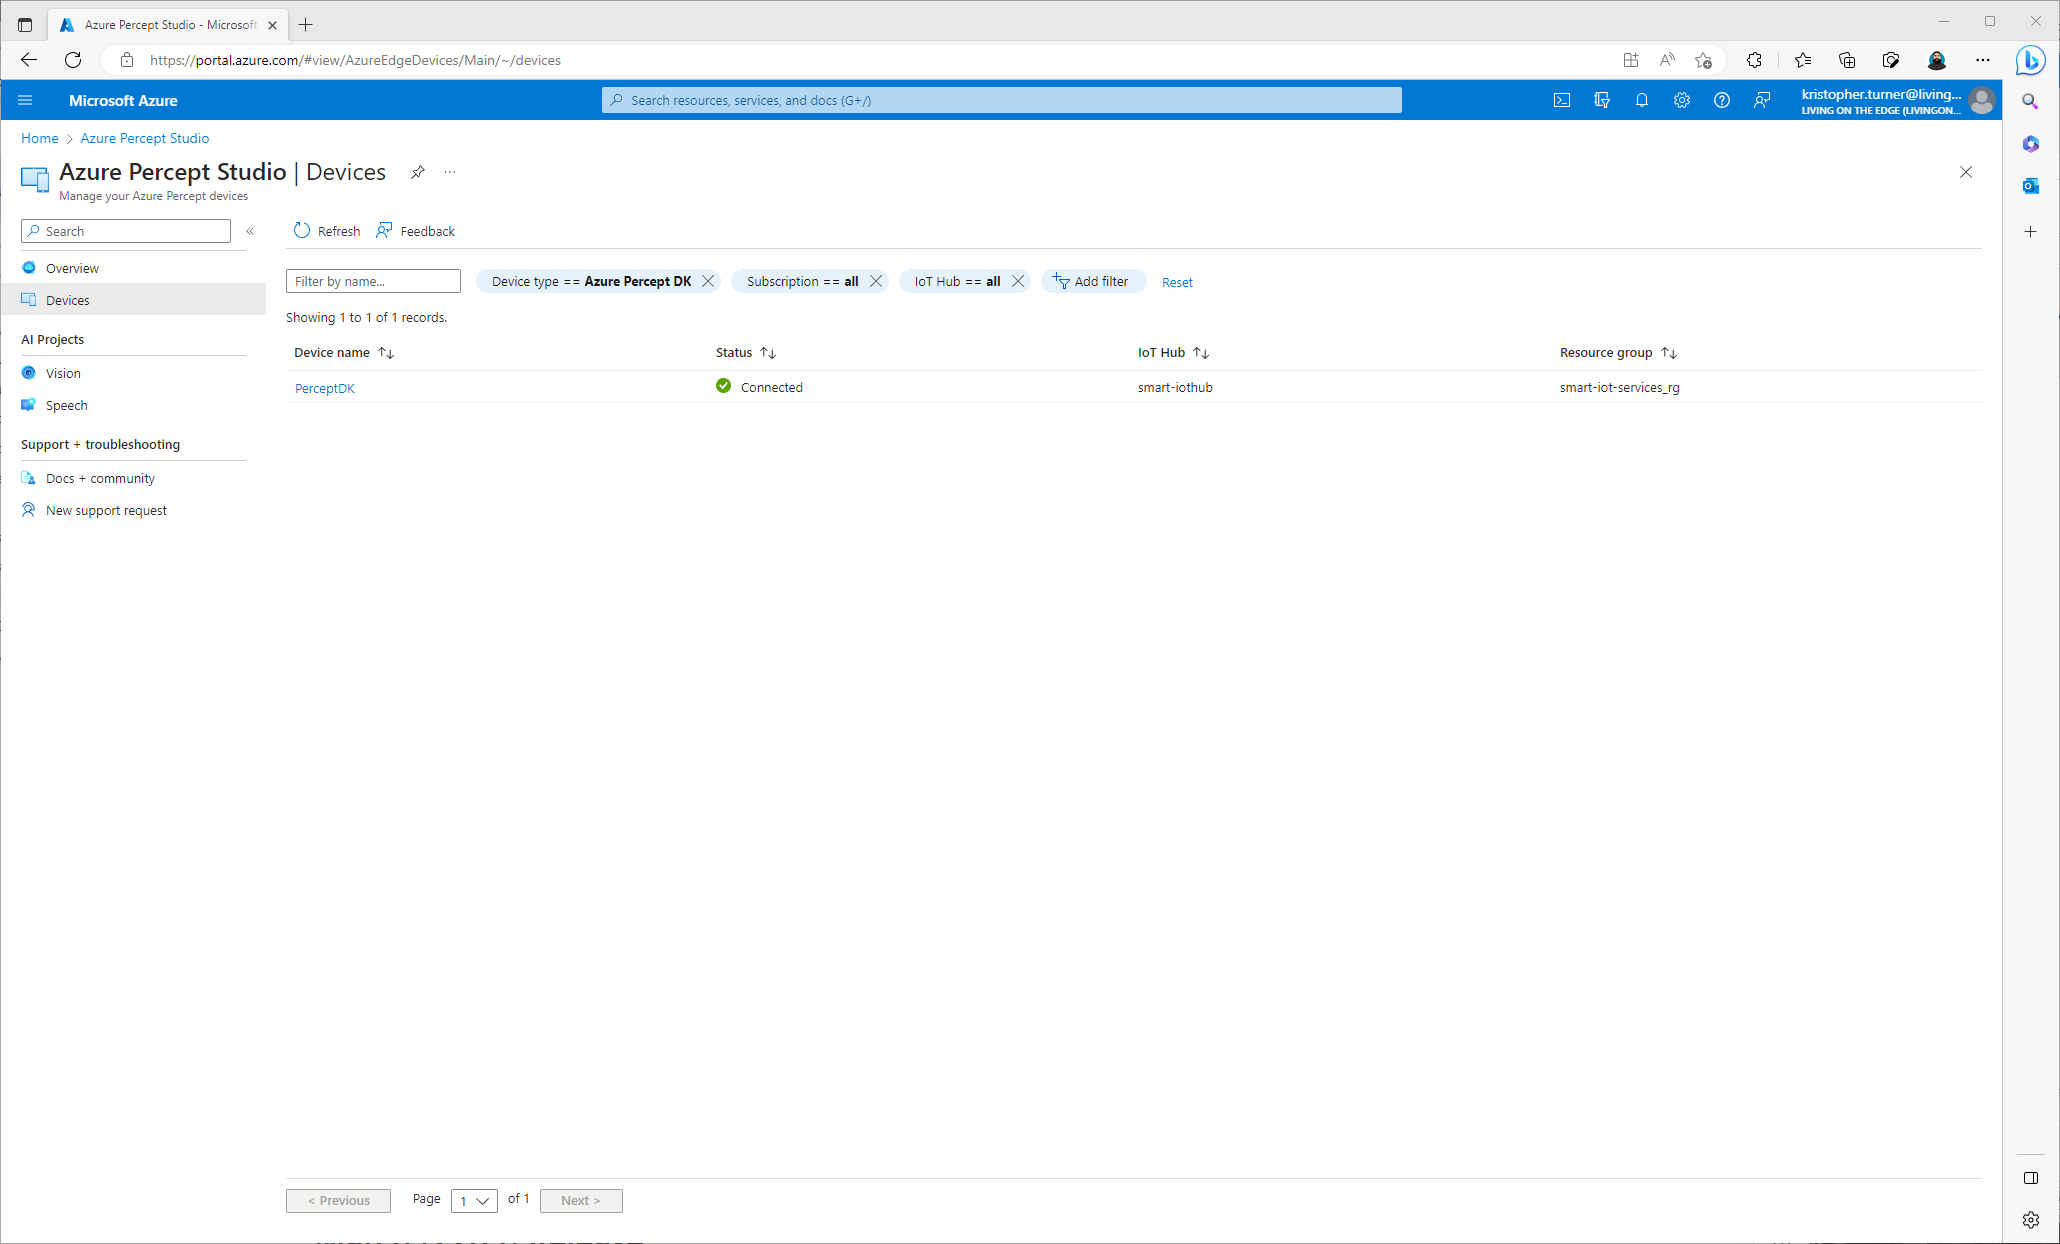 Azure Percept Studio - Microsoft
https://portal.azure.com/#view/AzureEdgeDevices/Main/~/devices
Microsoft Azure
Search resources, services, and docs (G+/)
kristopher.turner@living...
LIVING ON THE EDGE (LIVINGON...
Home > Azure Percept Studio
Azure Percept Studio | Devices
Manage your Azure Percept devices
Search
Refresh
Feedback
Overview
Devices
AI Projects
Vision
Speech
Support + troubleshooting
Docs + community
New support request
Filter by name...
Device type == Azure Percept DK
Subscription == all
IoT Hub == all
Add filter
Reset
Showing 1 to 1 of 1 records.
Device name
Status
IoT Hub
Resource group
PerceptDK
Connected
smart-iothub
smart-iot-services_rg
< Previous
Page 1 of 1
Next >